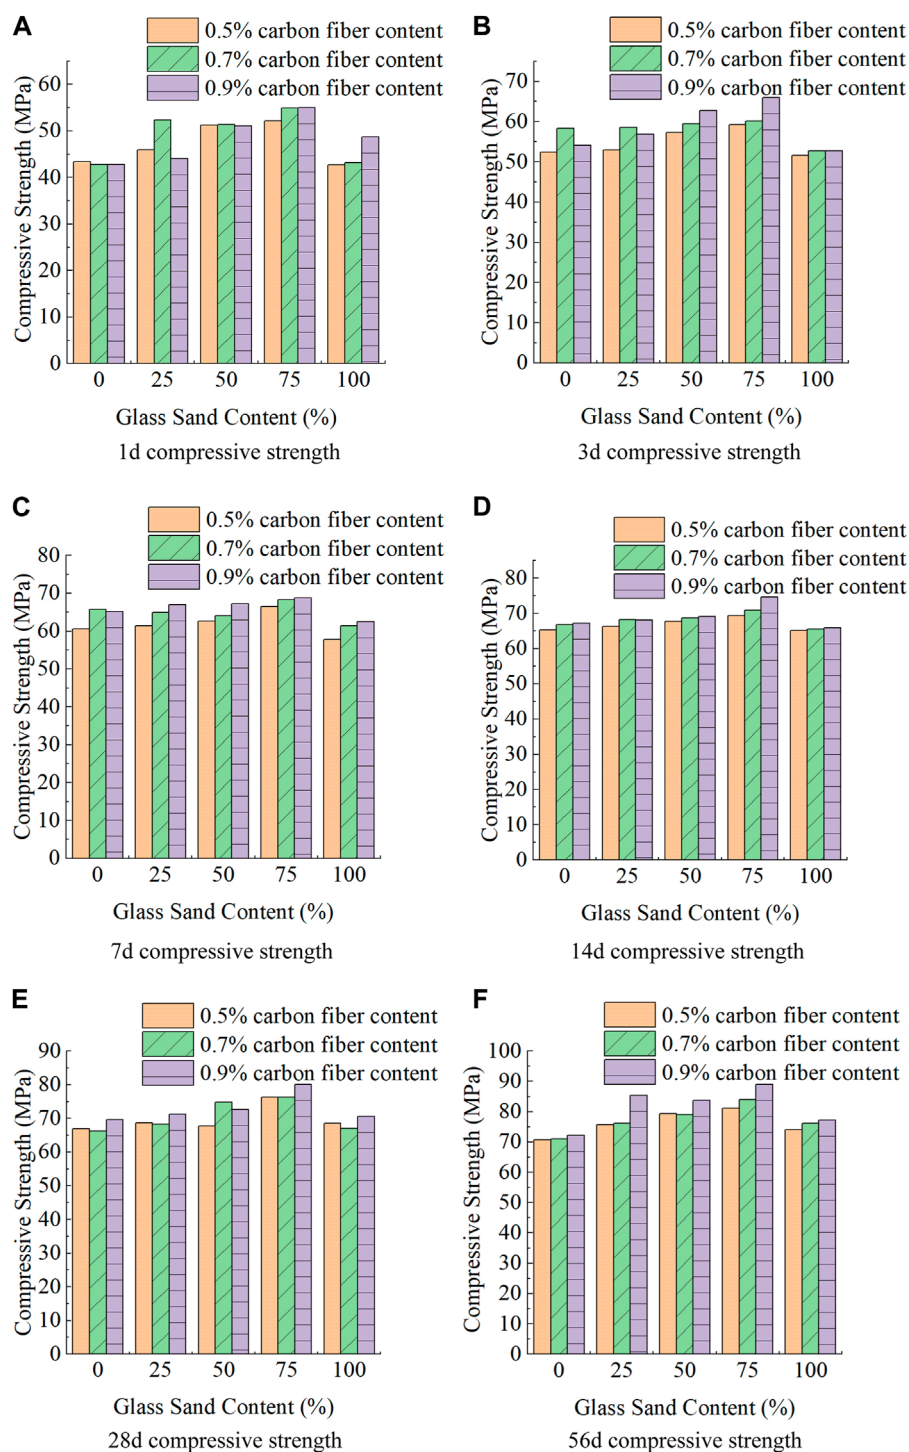 A
0.5% carbon fiber content
0.7% carbon fiber content
0.9% carbon fiber content
Compressive Strength (MPa)
60
50
40
30
20
10
0
0 25 50 75 100
Glass Sand Content (%)
1d compressive strength
B
0.5% carbon fiber content
0.7% carbon fiber content
0.9% carbon fiber content
Compressive Strength (MPa)
70
60
50
40
30
20
10
0
0 25 50 75 100
Glass Sand Content (%)
3d compressive strength
C
0.5% carbon fiber content
0.7% carbon fiber content
0.9% carbon fiber content
Compressive Strength (MPa)
80
70
60
50
40
30
20
10
0
0 25 50 75 100
Glass Sand Content (%)
7d compressive strength
D
0.5% carbon fiber content
0.7% carbon fiber content
0.9% carbon fiber content
Compressive Strength (MPa)
80
70
60
50
40
30
20
10
0
0 25 50 75 100
Glass Sand Content (%)
14d compressive strength
E
0.5% carbon fiber content
0.7% carbon fiber content
0.9% carbon fiber content
Compressive Strength (MPa)
90
80
70
60
50
40
30
20
10
0
0 25 50 75 100
Glass Sand Content (%)
28d compressive strength
F
0.5% carbon fiber content
0.7% carbon fiber content
0.9% carbon fiber content
Compressive Strength (MPa)
100
90
80
70
60
50
40
30
20
10
0
0 25 50 75 100
Glass Sand Content (%)
56d compressive strength